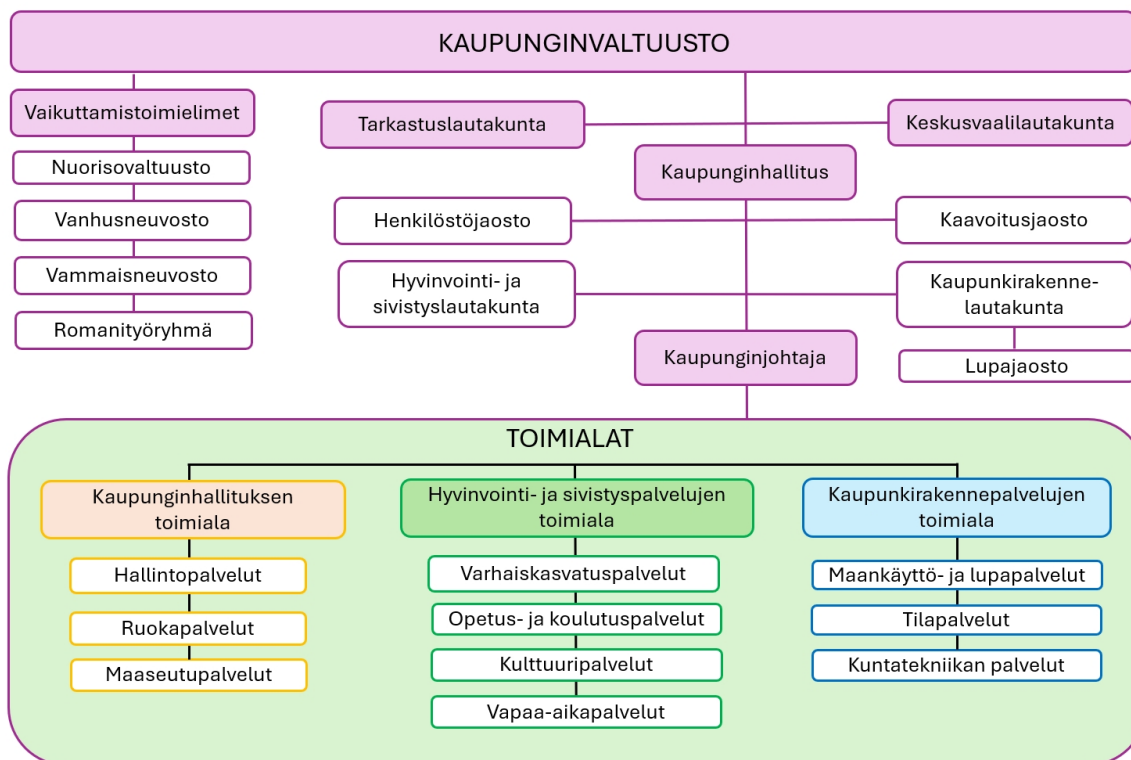 KAUPUNGINVALTUUSTO
Vaikuttamistoimielimet
Nuorisovaltuusto
Vanhusneuvosto
Vammaisneuvosto
Romanityöryhmä
Tarkastuslautakunta
Keskusvaalilautakunta
Kaupunginhallitus
Henkilöstöjaosto
Kaavoitusjaosto
Hyvinvointi- ja
sivistyslautakunta
Kaupunkirakenne-
lautakunta
Kaupunginjohtaja
Lupajaosto
TOIMIALAT
Kaupunginhallituksen
toimiala
Hallintopalvelut
Ruokapalvelut
Maaseutupalvelut
Hyvinvointi- ja sivistyspalvelujen
toimiala
Varhaiskasvatuspalvelut
Opetus- ja koulutuspalvelut
Kulttuuripalvelut
Vapaa-aikapalvelut
Kaupunkirakennepalvelujen
toimiala
Maankäyttö- ja lupapalvelut
Tilapalvelut
Kuntatekniikan palvelut